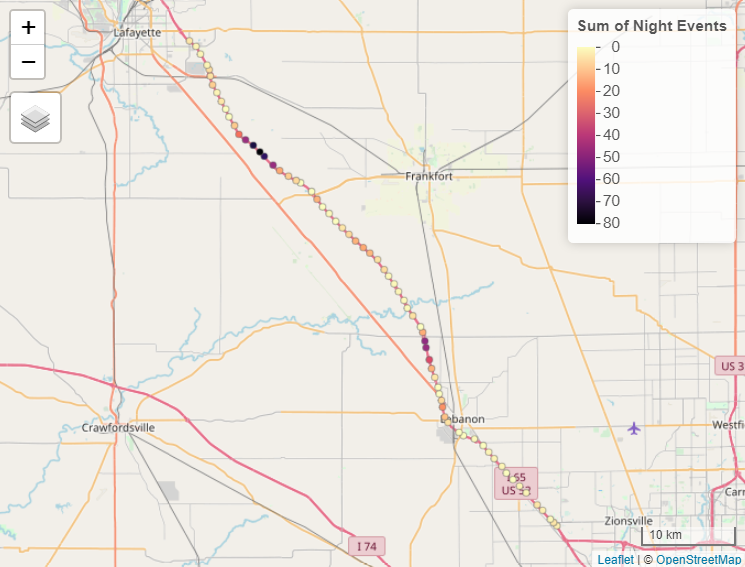 +
−
Lafayette
Sum of Night Events
0
10
20
30
40
50
60
70
80
Frankfort
US 3
banon
Crawfordsville
Westfi
I 65
US 52
Carr
Zionsville
I 74
10 km
Leaflet | © OpenStreetMap